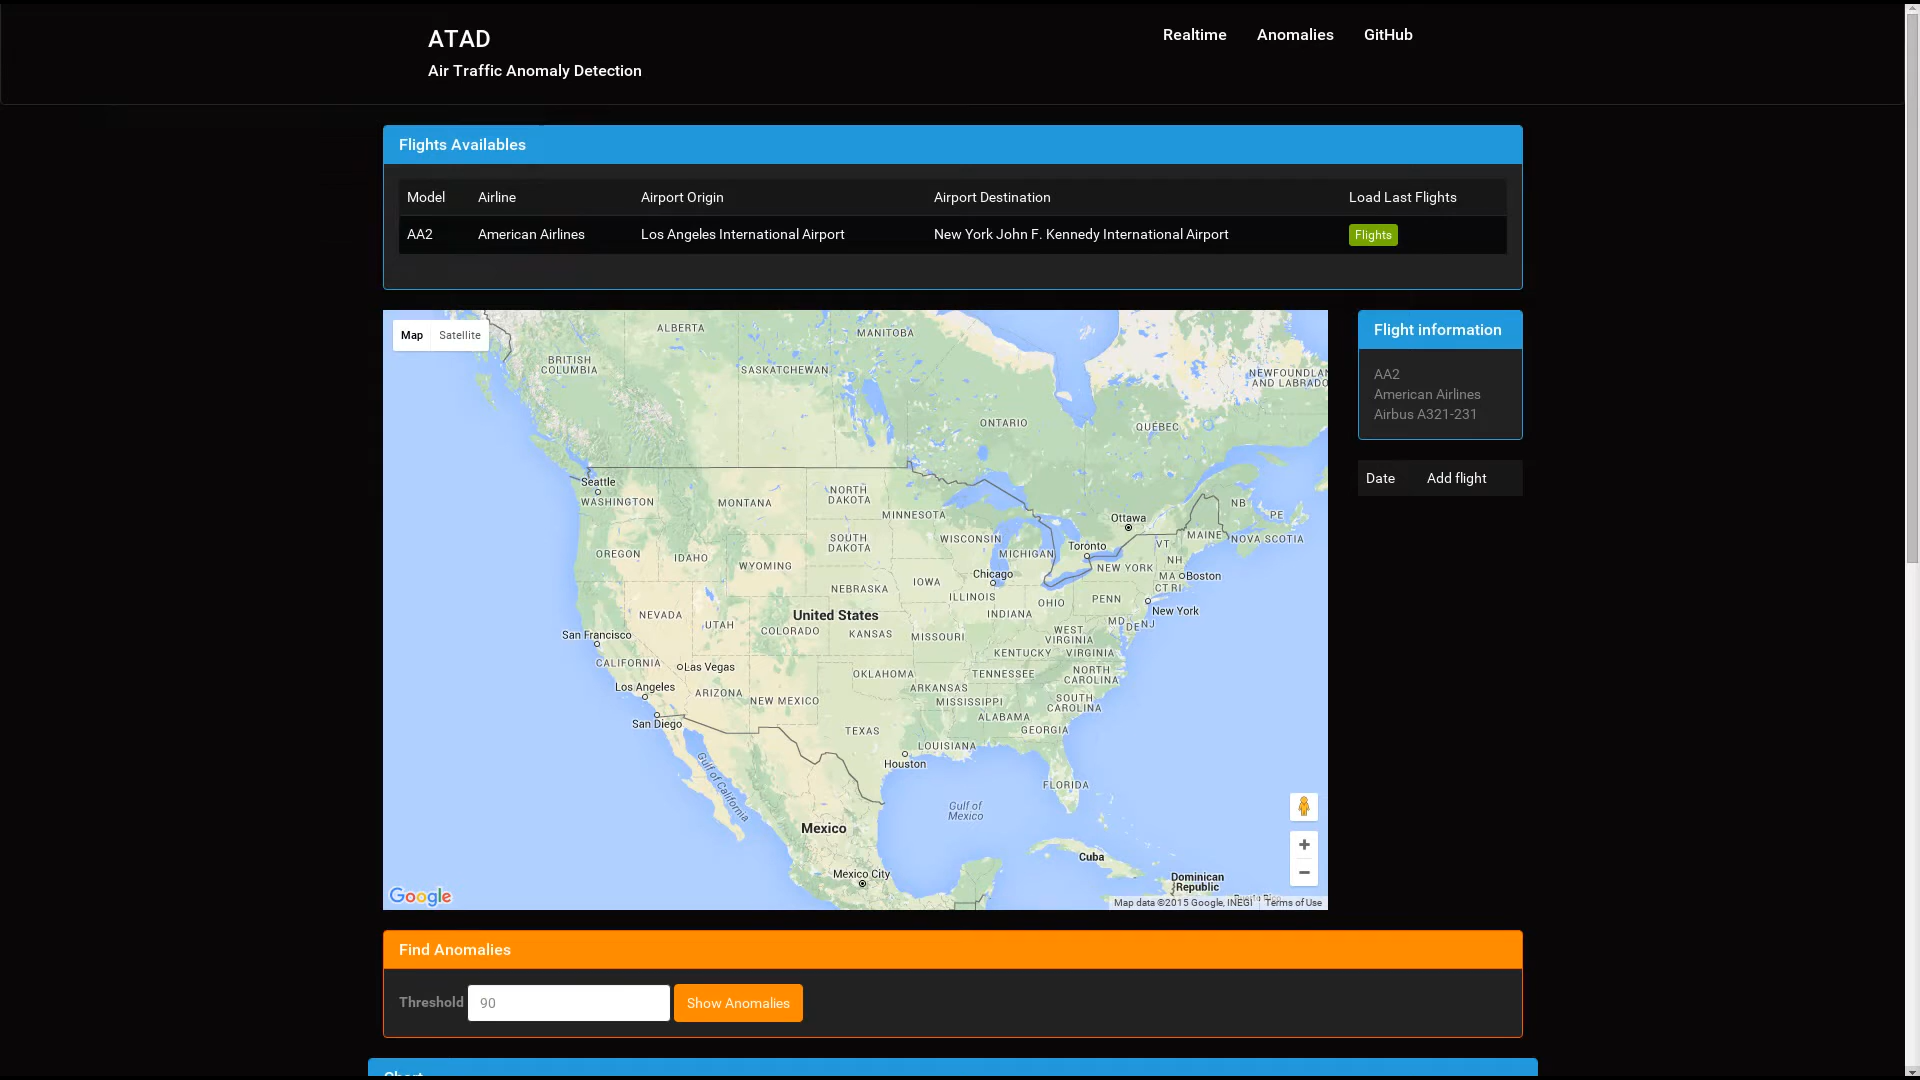 ATAD
Realtime Anomalies GitHub
Air Traffic Anomaly Detection
Flights Availables
Model Airline Airport Origin Airport Destination Load Last Flights
AA2 American Airlines Los Angeles International Airport New York John F. Kennedy International Airport Flights
Map Satellite
ALBERTA
MANITOBA
BRITISH
COLUMBIA
SASKATCHEWAN
NEWFOUNDLAN
AND LABRADO
ONTARIO
QUÉBEC
Seattle
WASHINGTON
MONTANA
NORTH
DAKOTA
MINNESOTA
Ottawa
NB
PE
MAINE
NOVA SCOTIA
OREGON
IDAHO
SOUTH
DAKOTA
WISCONSIN
MICHIGAN
Toronto
VT
NH
WYOMING
Chicago
NEW YORK
MA
Boston
CT RI
NEBRASKA
IOWA
ILLINOIS
INDIANA
OHIO
PENN
New York
NEVADA
UTAH
United States
COLORADO
KANSAS
MISSOURI
WEST
VIRGINIA
MD
DE
NJ
San Francisco
CALIFORNIA
Las Vegas
KENTUCKY
VIRGINIA
OKLAHOMA
TENNESSEE
NORTH
CAROLINA
Los Angeles
ARIZONA
NEW MEXICO
ARKANSAS
MISSISSIPPI
SOUTH
CAROLINA
San Diego
ALABAMA
GEORGIA
TEXAS
LOUISIANA
Houston
Gulf of California
FLORIDA
Gulf of
Mexico
Mexico
Cuba
Mexico City
Dominican
Republic
Puerto Rico
Google
Map data ©2015 Google, INEGI Terms of Use
Flight information
AA2
American Airlines
Airbus A321-231
Date Add flight
Find Anomalies
Threshold 90 Show Anomalies